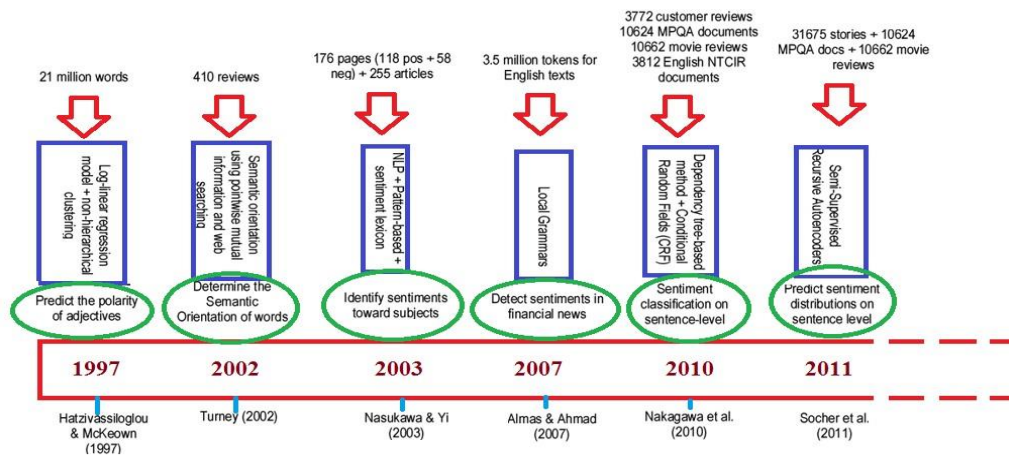 21 million words
410 reviews
176 pages (118 pos + 58
neg) + 255 articles
3.5 million tokens for
English texts
3772 customer reviews
10624 MPQA documents
10662 movie reviews
3812 English NTCIR
documents
31675 stories + 10624
MPQA docs + 10662 movie
reviews
Log-linear regression
model + non-hierarchical
clustering
Semantic orientation
using pointwise mutual
information and web
searching
NLP + Pattern-based +
sentiment lexicon
Local Grammars
Dependency tree-based
method + Conditional
Random Fields (CRF)
Semi-Supervised
Recursive Autoencoders
Predict the polarity
of adjectives
Determine the
Semantic
Orientation of words
Identify sentiments
toward subjects
Detect sentiments in
financial news
Sentiment
classification on
sentence-level
Predict sentiment
distributions on
sentence level
1997
2002
2003
2007
2010
2011
Hatzivassiloglou
& McKeown
(1997)
Turney (2002)
Nasukawa & Yi
(2003)
Almas & Ahmad
(2007)
Nakagawa et al.
(2010)
Socher et al.
(2011)